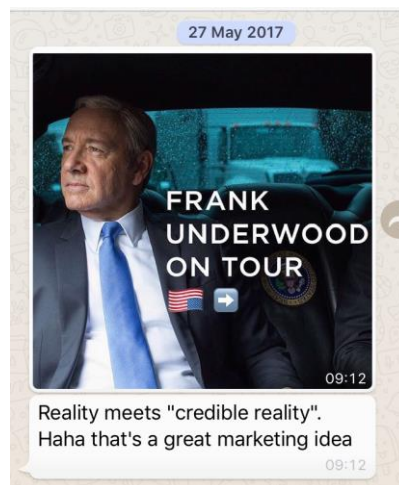 27 May 2017
FRANK
UNDERWOOD
ON TOUR
🇺🇸 ➡️
09:12
Reality meets "credible reality".
Haha that's a great marketing idea
09:12